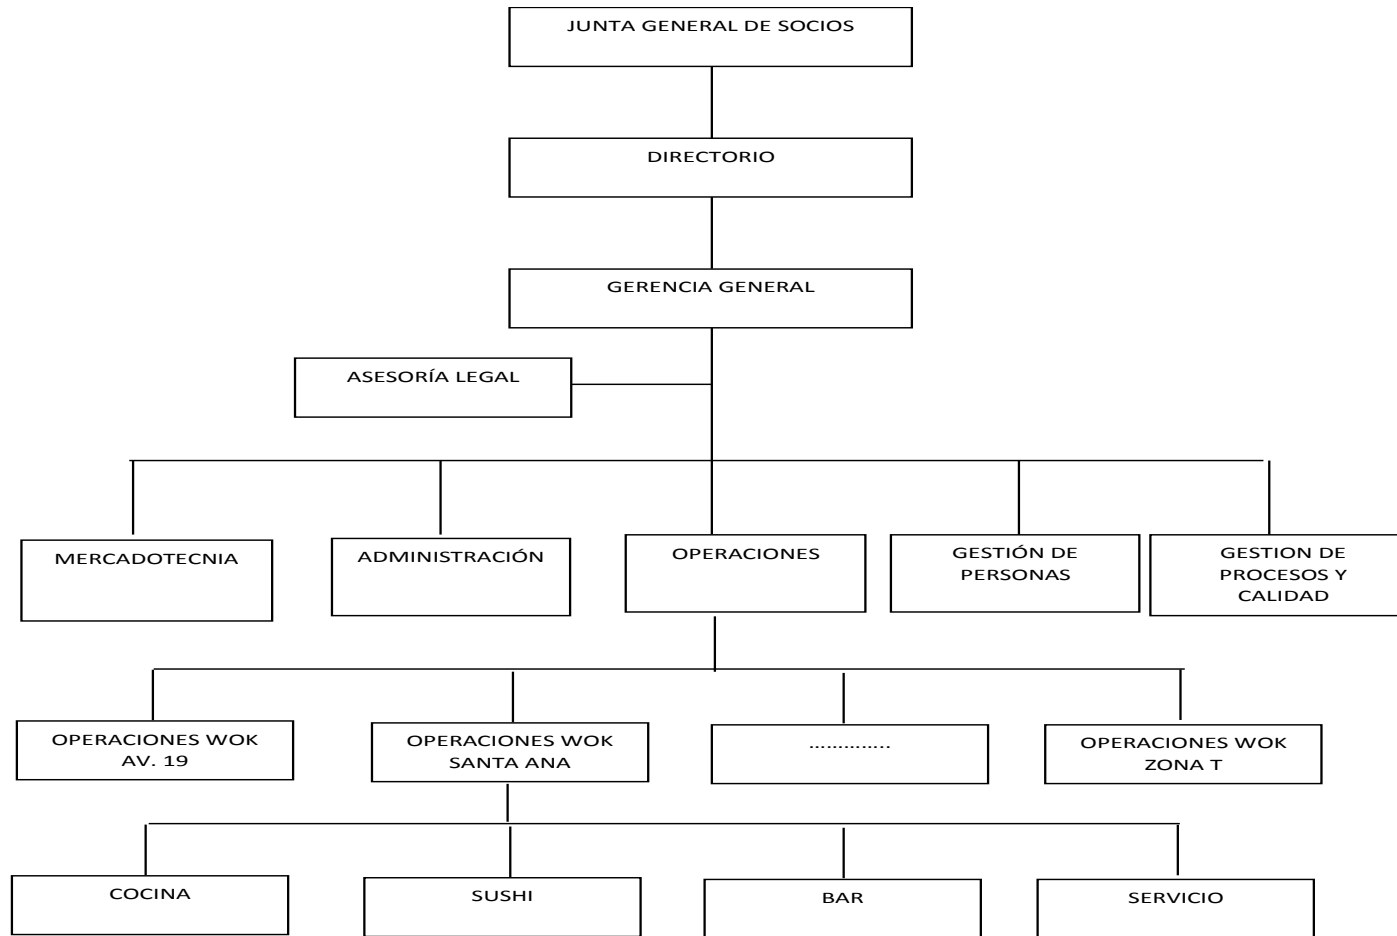 JUNTA GENERAL DE SOCIOS
DIRECTORIO
GERENCIA GENERAL
ASESORÍA LEGAL
MERCADOTECNIA
ADMINISTRACIÓN
OPERACIONES
GESTIÓN DE
PERSONAS
GESTION DE
PROCESOS Y
CALIDAD
OPERACIONES WOK
AV. 19
OPERACIONES WOK
SANTA ANA
.............
OPERACIONES WOK
ZONA T
COCINA
SUSHI
BAR
SERVICIO